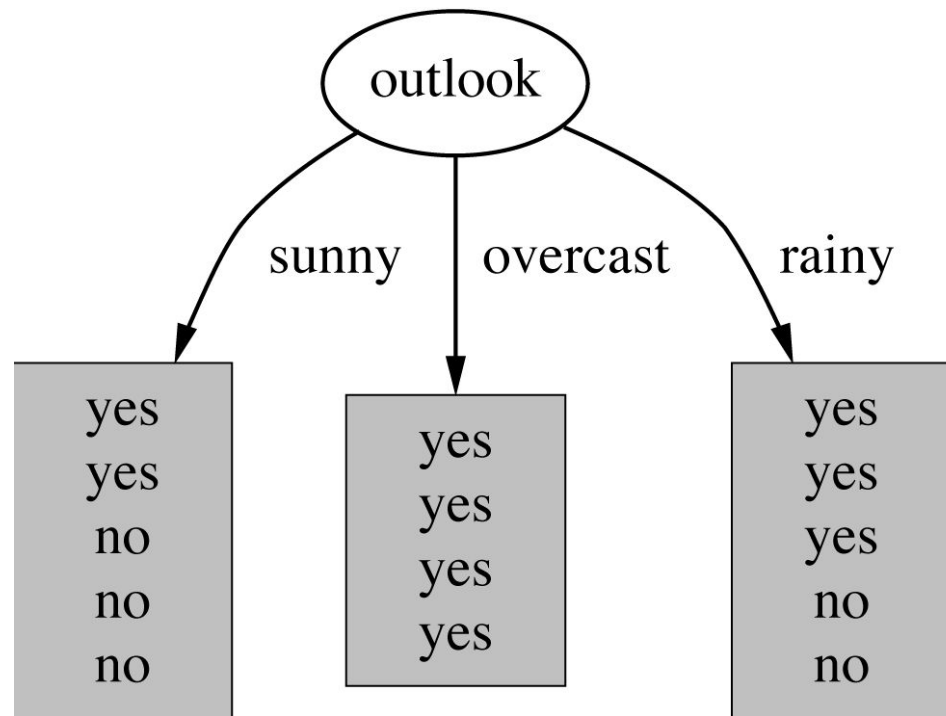 outlook
sunny
overcast
rainy
yes
yes
no
no
no
yes
yes
yes
yes
yes
yes
yes
no
no